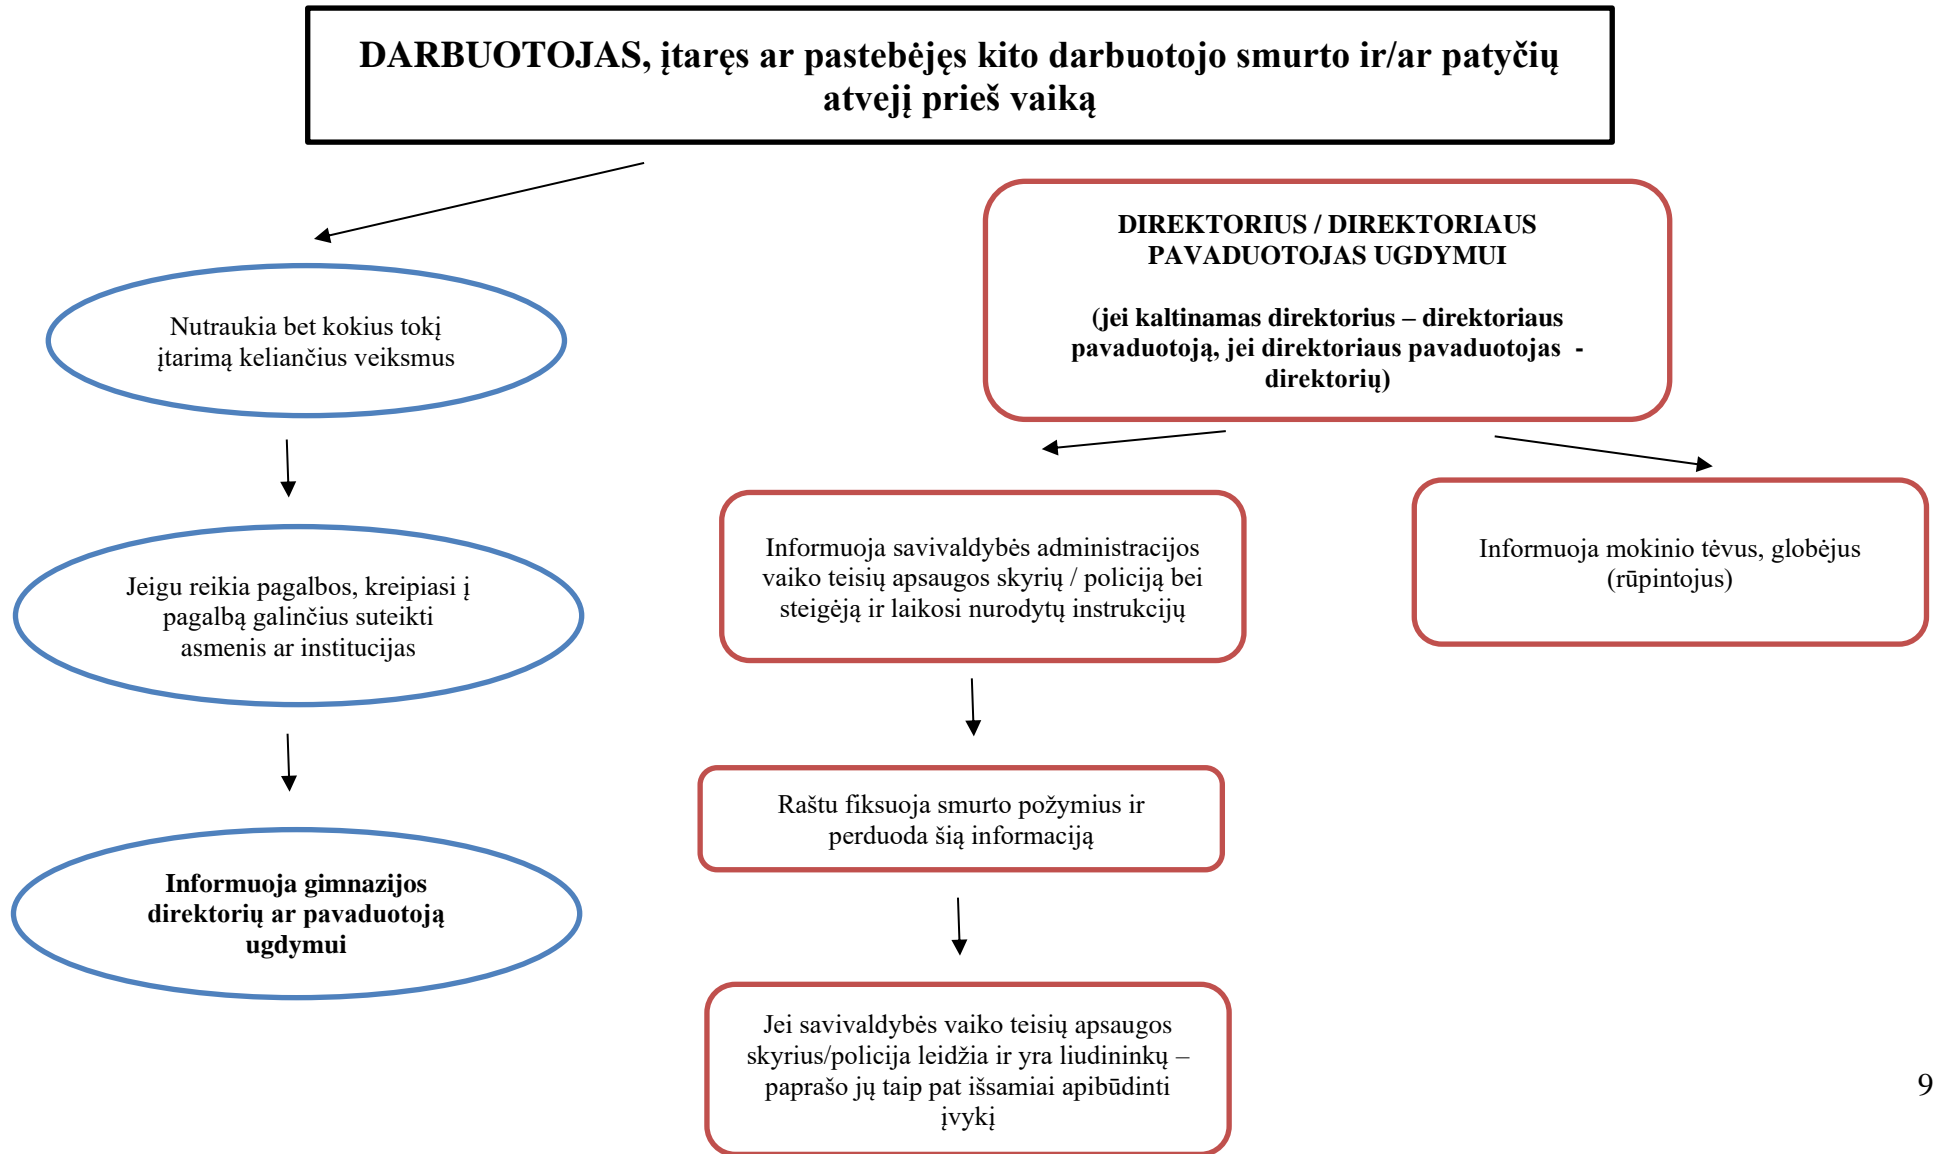 DARBUOTOJAS, įtaręs ar pastebėjęs kito darbuotojo smurto ir/ar patyčių
atvejį prieš vaiką
Nutraukia bet kokius tokį
įtarimą keliančius veiksmus
Jeigu reikia pagalbos, kreipiasi į
pagalbą galinčius suteikti
asmenis ar institucijas
Informuoja gimnazijos
direktorių ar pavaduotoją
ugdymui
DIREKTORIUS / DIREKTORIAUS
PAVADUOTOJAS UGDYMUI
(jei kaltinamas direktorius – direktoriaus
pavaduotoją, jei direktoriaus pavaduotojas -
direktorių)
Informuoja savivaldybės administracijos
vaiko teisių apsaugos skyrių / policiją bei
steigėją ir laikosi nurodytų instrukcijų
Raštu fiksuoja smurto požymius ir
perduoda šią informaciją
Jei savivaldybės vaiko teisių apsaugos
skyrius/policija leidžia ir yra liudininkų –
paprašo jų taip pat išsamiai apibūdinti
įvykį
Informuoja mokinio tėvus, globėjus
(rūpintojus)
9